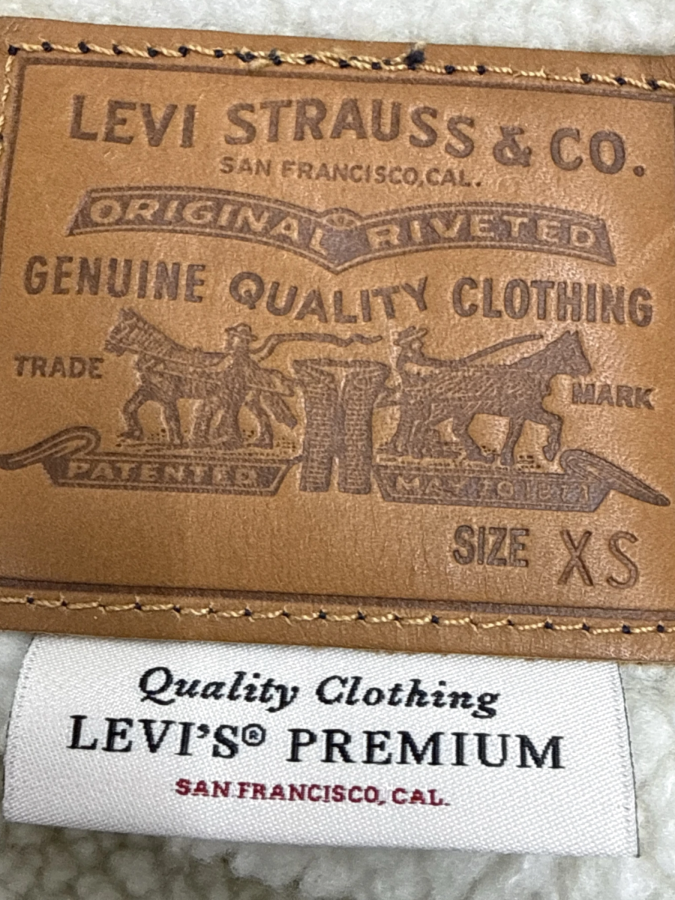 LEVI STRAUSS & CO.
SAN FRANCISCO, CAL.
ORIGINAL RIVETED
GENUINE QUALITY CLOTHING
TRADE MARK
PATENTED MAY 20 1873
SIZE XS
Quality Clothing
LEVI'S® PREMIUM
SAN FRANCISCO, CAL.